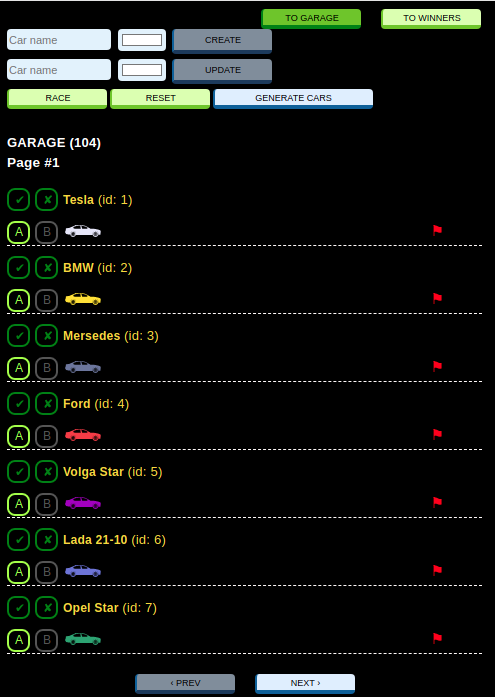 TO GARAGE TO WINNERS
Car name CREATE
Car name UPDATE
RACE RESET GENERATE CARS
GARAGE (104)
Page #1
✔ ✘ Tesla (id: 1)
A B
✔ ✘ BMW (id: 2)
A B
✔ ✘ Mersedes (id: 3)
A B
✔ ✘ Ford (id: 4)
A B
✔ ✘ Volga Star (id: 5)
A B
✔ ✘ Lada 21-10 (id: 6)
A B
✔ ✘ Opel Star (id: 7)
A B
‹ PREV NEXT ›